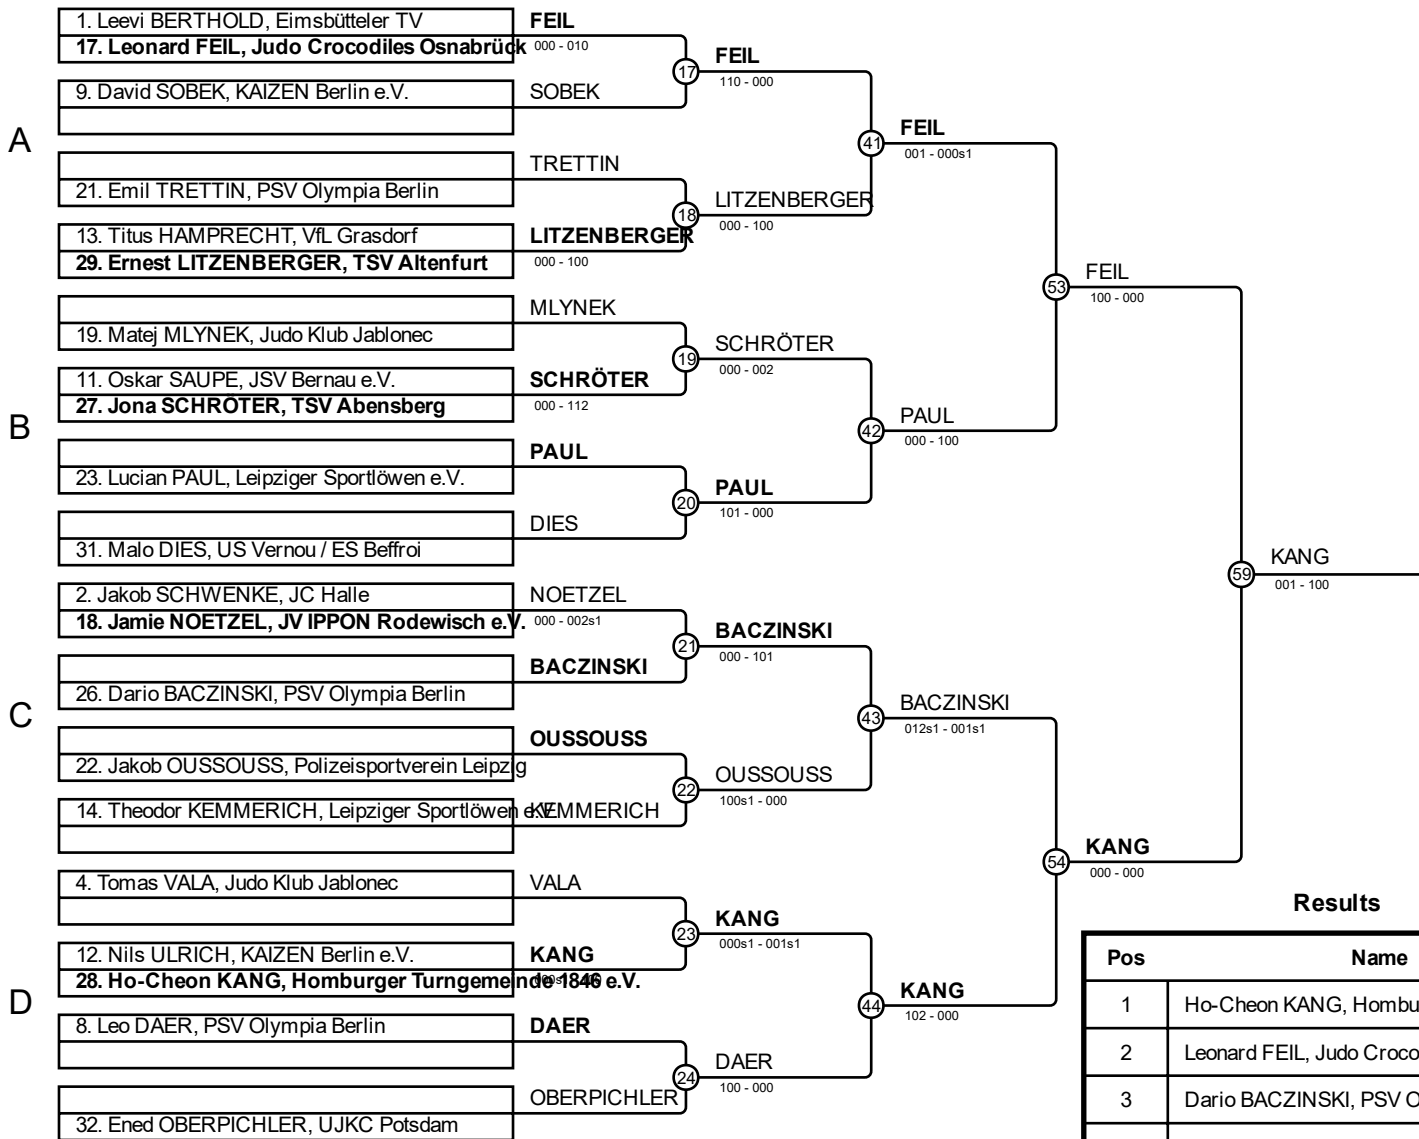 1. Leevi BERTHOLD, Eimsbütteler TV
17. Leonard FEIL, Judo Crocodiles Osnabrück
9. David SOBEK, KAIZEN Berlin e.V.
A
21. Emil TRETTIN, PSV Olympia Berlin
13. Titus HAMPRECHT, VfL Grasdorf
29. Ernest LITZENBERGER, TSV Altenfurt
19. Matej MLYNEK, Judo Klub Jablonec
11. Oskar SAUPE, JSV Bernau e.V.
27. Jona SCHRÖTER, TSV Abensberg
B
23. Lucian PAUL, Leipziger Sportlöwen e.V.
31. Malo DIES, US Vernou / ES Beffroi
2. Jakob SCHWENKE, JC Halle
18. Jamie NOETZEL, JV IPPON Rodewisch e.V.
26. Dario BACZINSKI, PSV Olympia Berlin
C
22. Jakob OUSSOUSS, Polizeisportverein Leipzig
14. Theodor KEMMERICH, Leipziger Sportlöwen e.V.
4. Tomas VALA, Judo Klub Jablonec
12. Nils ULRICH, KAIZEN Berlin e.V.
28. Ho-Cheon KANG, Homburger Turngemeinde 1846 e.V.
D
8. Leo DAER, PSV Olympia Berlin
32. Ened OBERPICHLER, UJKC Potsdam
FEIL
000 - 010
SOBEK
TRETTIN
LITZENBERGER
000 - 100
MLYNEK
SCHRÖTER
000 - 112
PAUL
DIES
NOETZEL
000 - 002s1
BACZINSKI
OUSSOUSS
KEMMERICH
VALA
KANG
DAER
OBERPICHLER
17
FEIL
110 - 000
18
LITZENBERGER
000 - 100
19
SCHRÖTER
000 - 002
20
PAUL
101 - 000
21
BACZINSKI
000 - 101
22
OUSSOUSS
100s1 - 000
23
KANG
000s1 - 001s1
24
DAER
100 - 000
41
FEIL
001 - 000s1
42
PAUL
000 - 100
43
BACZINSKI
012s1 - 001s1
44
KANG
102 - 000
53
FEIL
100 - 000
54
KANG
000 - 000
59
KANG
001 - 100
Results
Pos Name
1 Ho-Cheon KANG, Hombu
2 Leonard FEIL, Judo Croco
3 Dario BACZINSKI, PSV O